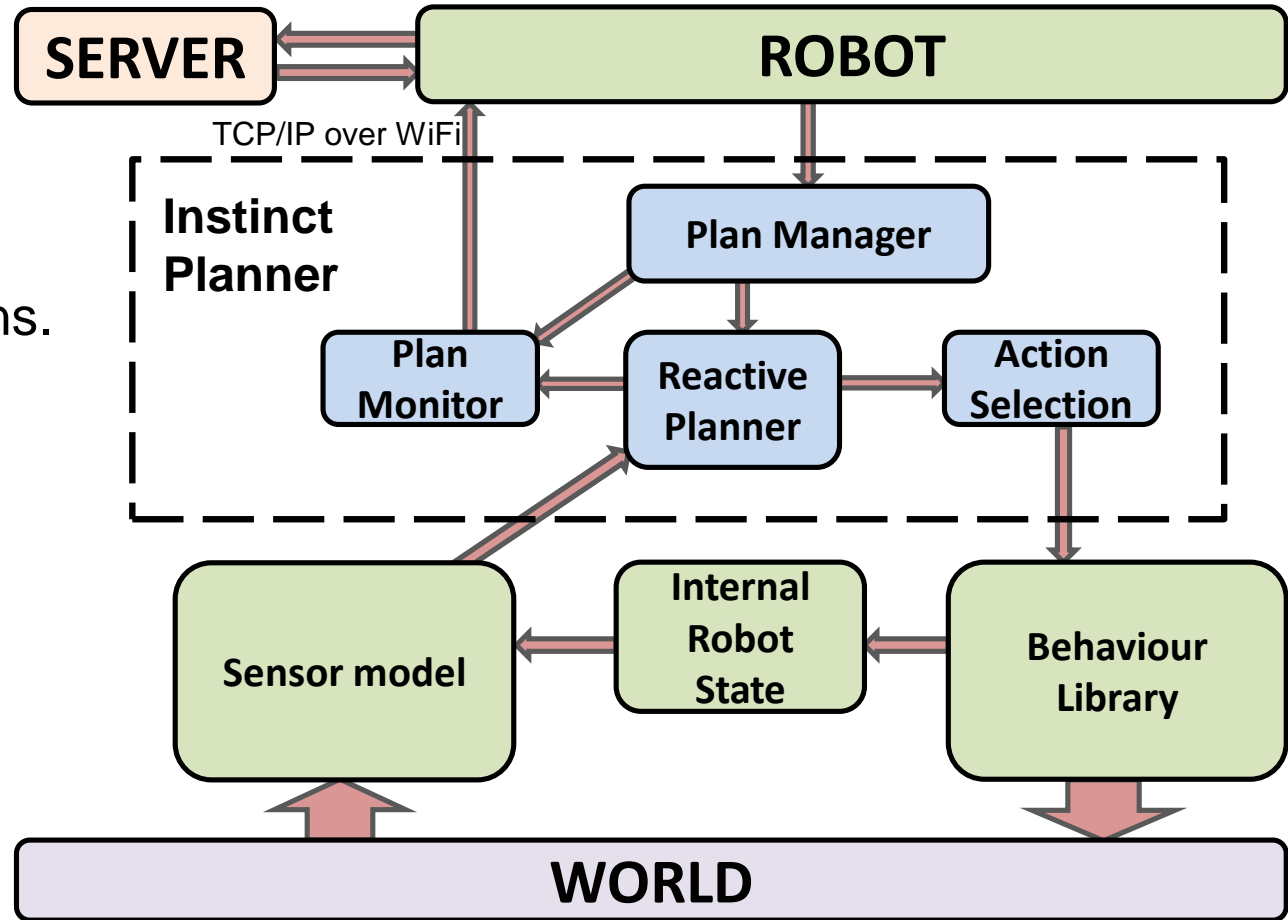 SERVER
ROBOT
TCP/IP over WiFi
Instinct
Planner
Plan Manager
ns.
Plan
Monitor
Reactive
Planner
Action
Selection
Sensor model
Internal
Robot
State
Behaviour
Library
WORLD